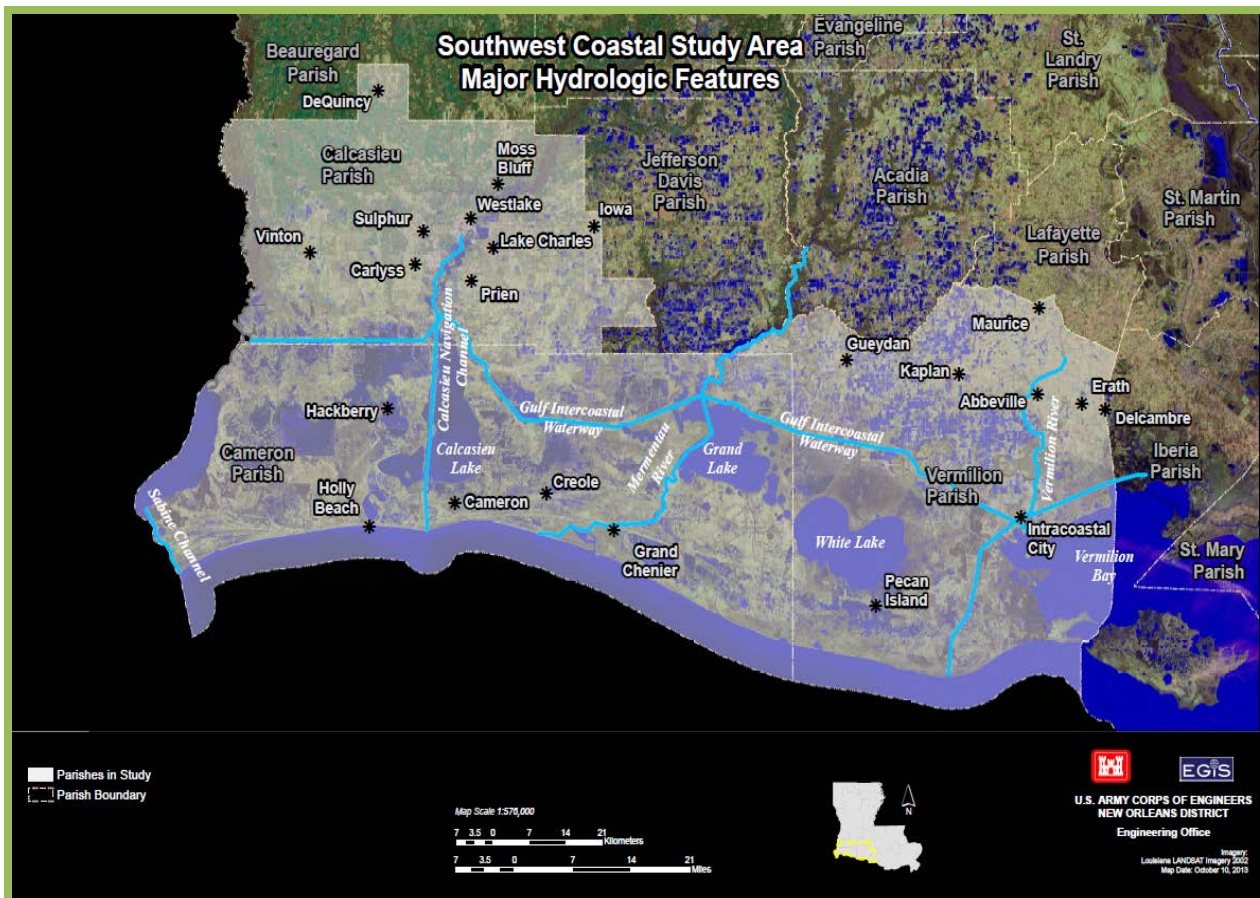 Southwest Coastal Study Area
Major Hydrologic Features
Beauregard
Parish
DeQuincy
Evangeline
Parish
St.
Landry
Parish
Calcasieu
Parish
Moss
Bluff
Jefferson
Davis
Parish
Acadia
Parish
St. Martin
Parish
Westlake
Iowa
Sulphur
Lake Charles
Lafayette
Parish
Vinton
Carlyss
Prien
Calcasieu Navigation
Channel
Maurice
Gueydan
Kaplan
Erath
Abbeville
Delcambre
Hackberry
Gulf Intercoastal
Waterway
Gulf Intercoastal
Waterway
Vermilion River
Iberia
Parish
Cameron
Parish
Calcasieu
Lake
Mermentau
River
Grand
Lake
Vermilion
Parish
Sabine Channel
Holly
Beach
Cameron
Creole
Grand
Chenier
White Lake
Intracoastal
City
Vermilion
Bay
St. Mary
Parish
Pecan
Island
Parishes in Study
Parish Boundary
Map Scale 1:576,000
7 3.5 0 7 14 21
Kilometers
7 3.5 0 7 14 21
Miles
N
EGiS
U.S. ARMY CORPS OF ENGINEERS
NEW ORLEANS DISTRICT
Engineering Office
Imagery:
Louisiana LANDSAT Imagery 2002
Map Date: October 10, 2013